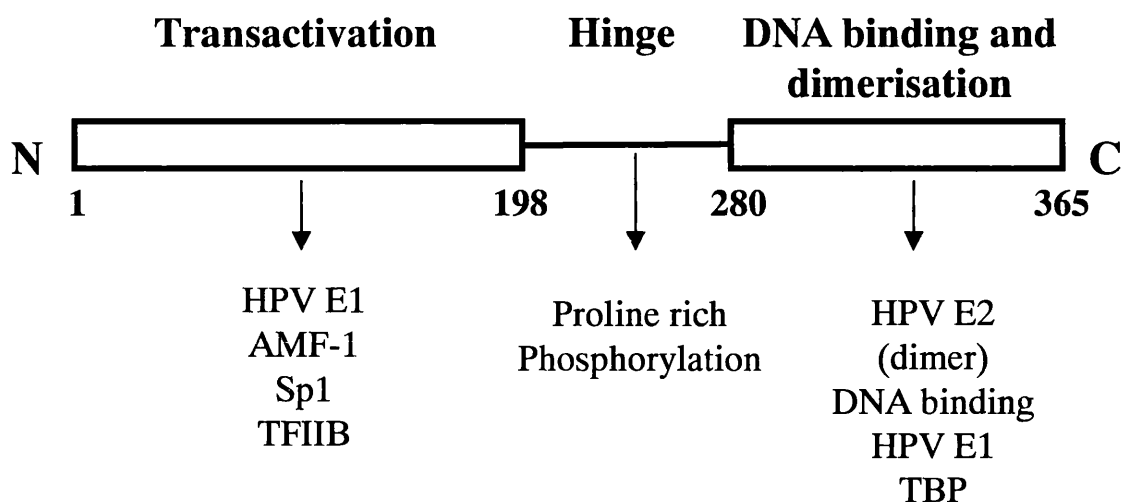 Transactivation
Hinge
DNA binding and
dimerisation
N
C
1
198
280
365
HPV E1
AMF-1
Sp1
TFIIB
Proline rich
Phosphorylation
HPV E2
(dimer)
DNA binding
HPV E1
TBP